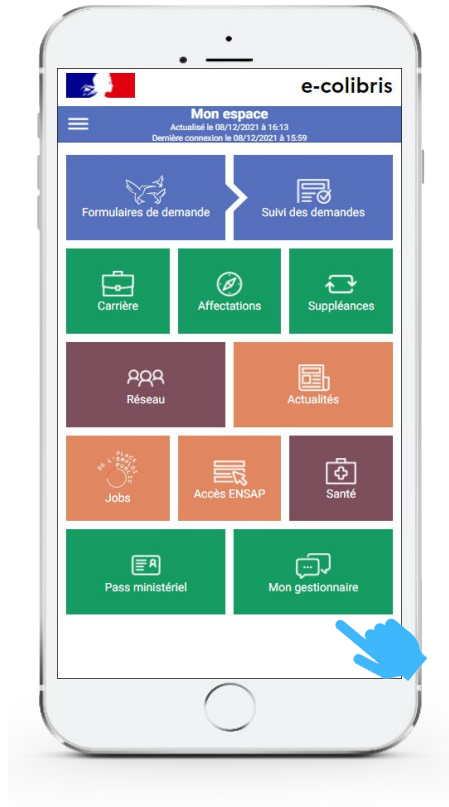 e-colibris
Mon espace
Actualisé le 08/12/2021 à 16:13
Dernière connexion le 08/12/2021 à 15:59
Formulaires de demande
Suivi des demandes
Carrière
Affectations
Suppléances
Réseau
Actualités
PLACE
DE L'EMPLOI
PUBLIC
Jobs
Accès ENSAP
Santé
Pass ministériel
Mon gestionnaire